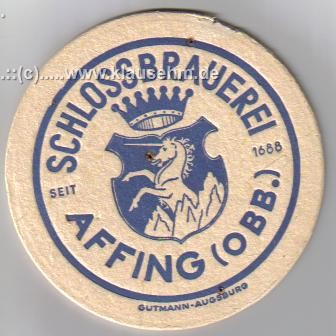 .::(c).....www.klausehm.de
SCHLOSSBRAUEREI
SEIT 1688
AFFING (OBB.)
GUTMANN-AUGSBURG